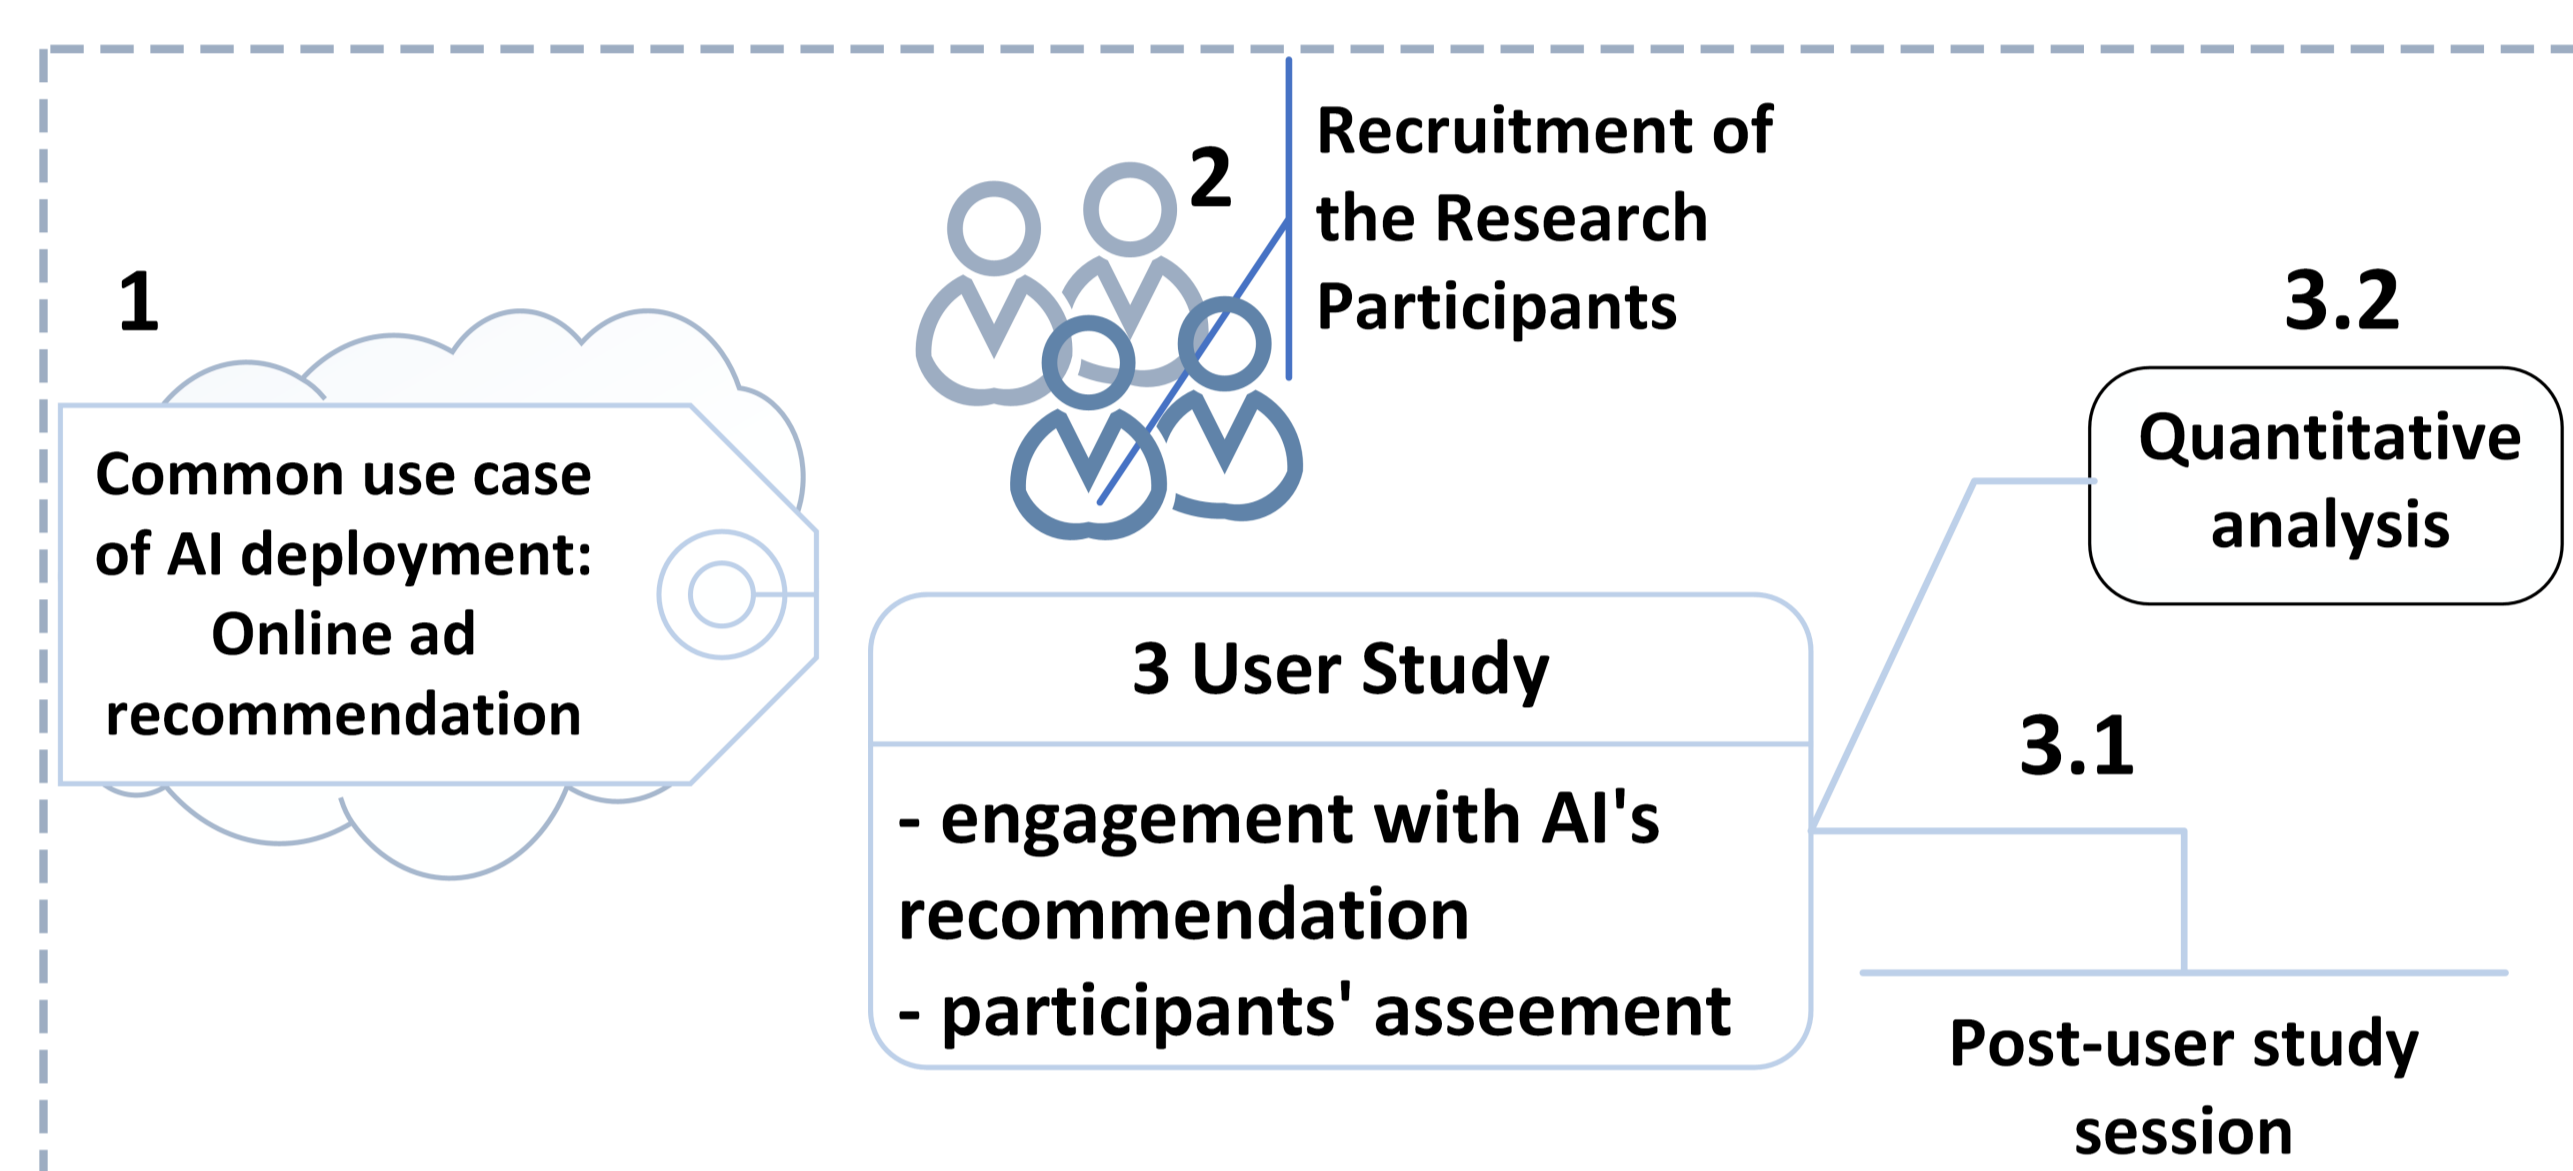 1
Common use case
of AI deployment:
Online ad
recommendation
2
Recruitment of
the Research
Participants
3 User Study
- engagement with AI's
recommendation
- participants' asseement
3.2
Quantitative
analysis
3.1
Post-user study
session